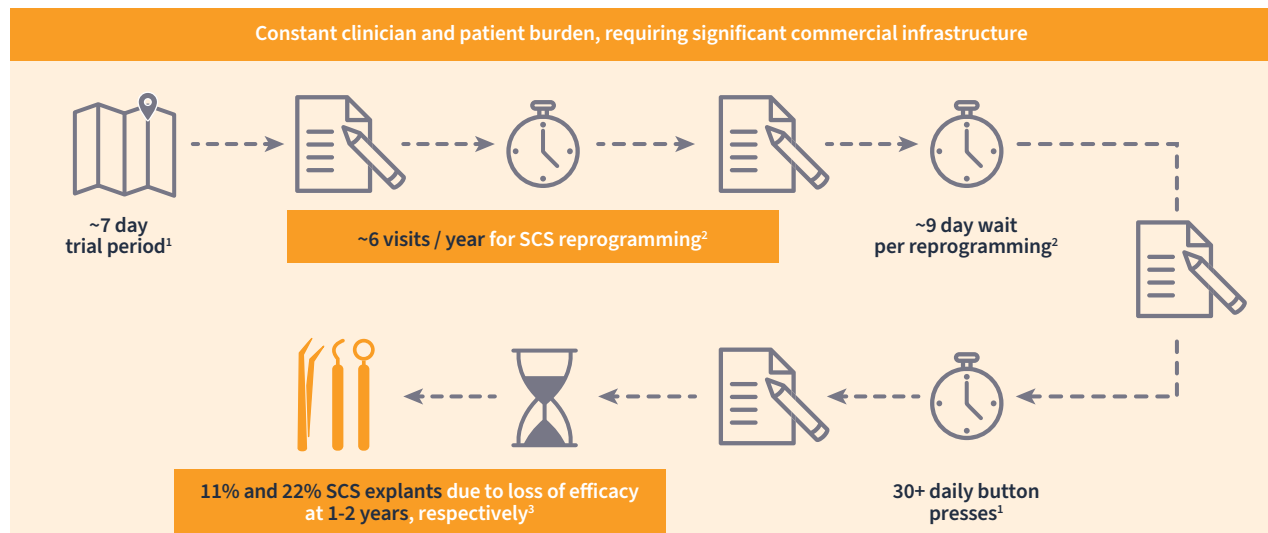 Constant clinician and patient burden, requiring significant commercial infrastructure
~7 day
trial period¹
~6 visits / year for SCS reprogramming²
~9 day wait
per reprogramming²
11% and 22% SCS explants due to loss of efficacy
at 1-2 years, respectively³
30+ daily button
presses¹